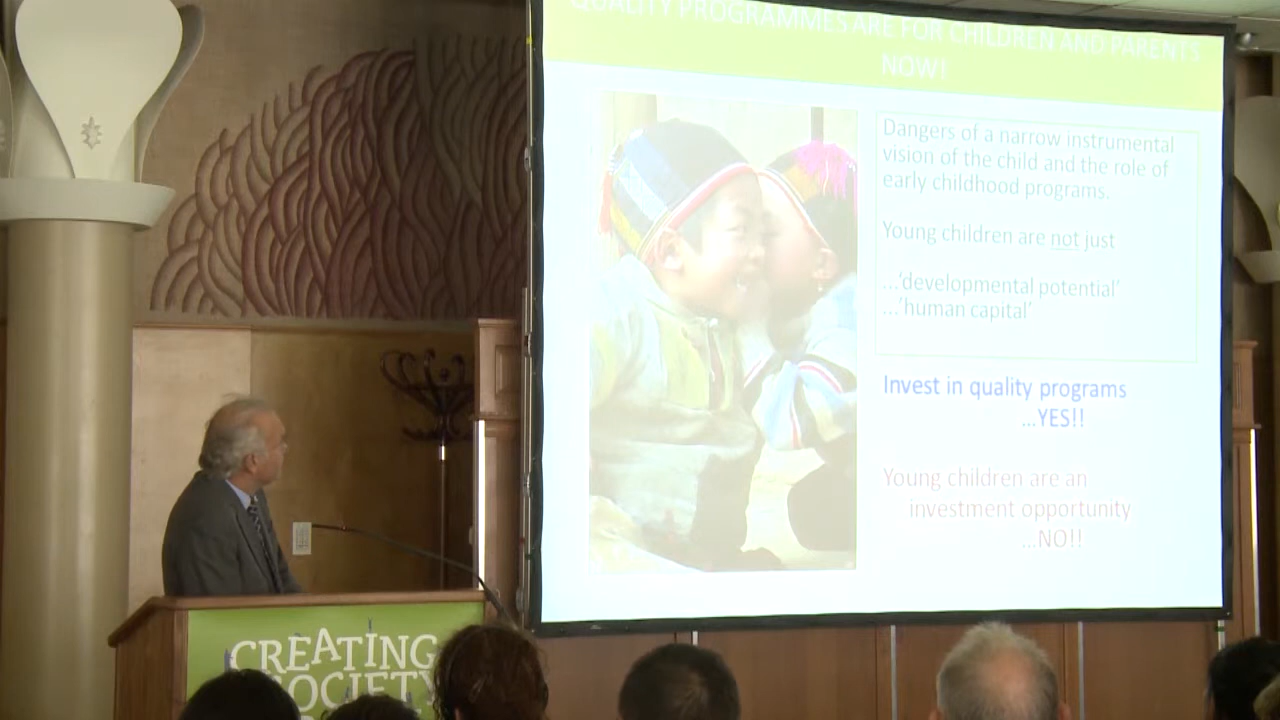 QUALITY PROGRAMMES ARE FOR CHILDREN AND PARENTS
NOW!
Dangers of a narrow instrumental
vision of the child and the role of
early childhood programs.
Young children are not just
...‘developmental potential’
...’human capital’
Invest in quality programs
...YES!!
Young children are an
investment opportunity
...NO!!
CREATING
SOCIETY